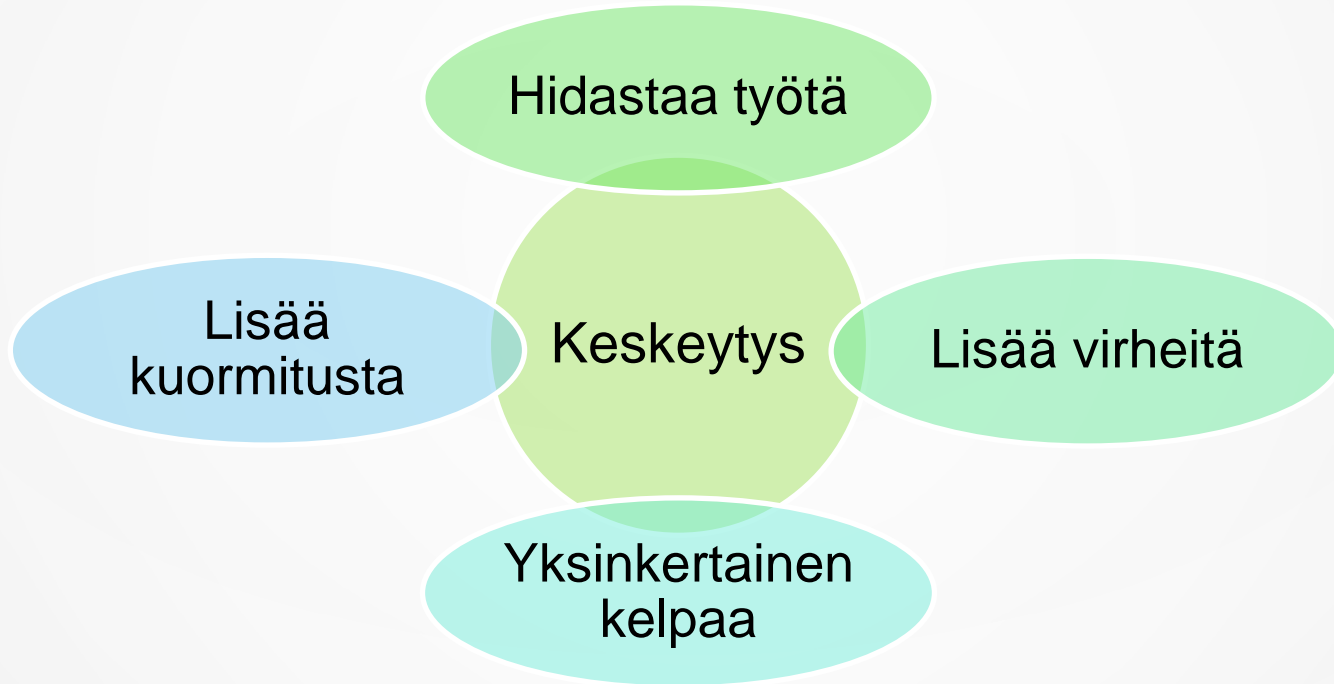 Hidastaa työtä
Lisää
kuormitusta
Keskeytys
Lisää virheitä
Yksinkertainen
kelpaa